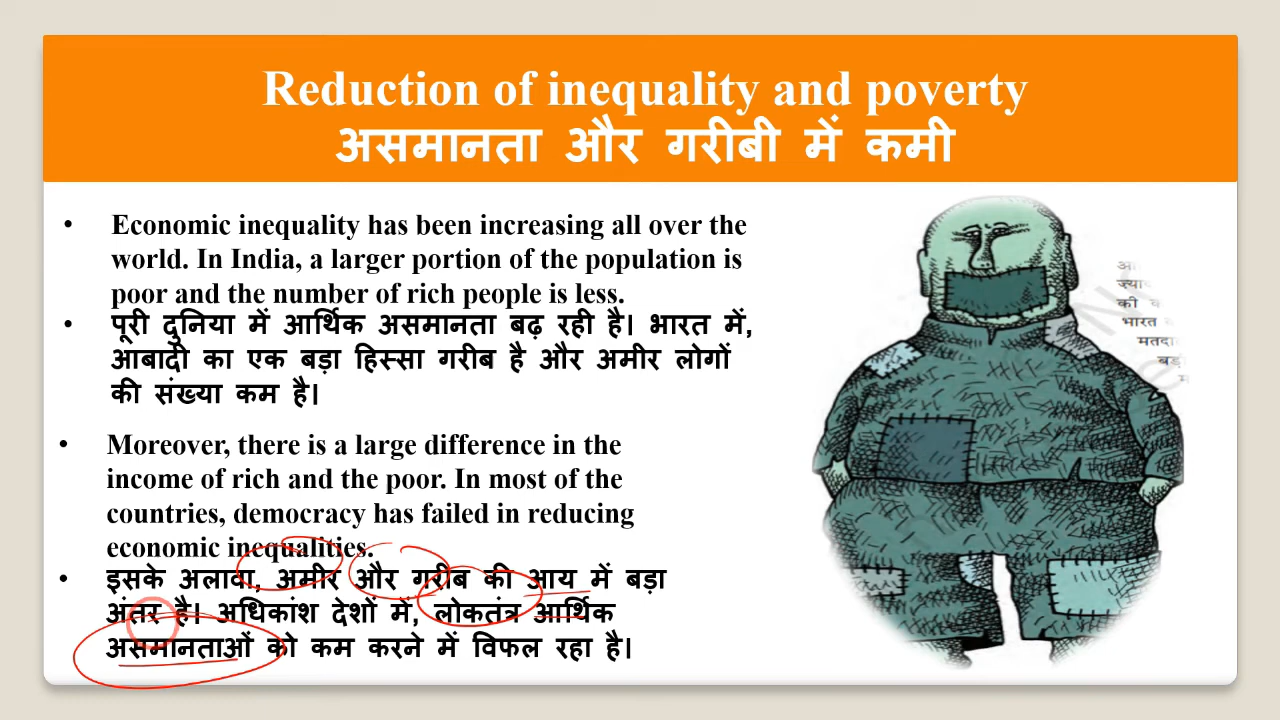 Reduction of inequality and poverty
असमानता और गरीबी में कमी
• Economic inequality has been increasing all over the
world. In India, a larger portion of the population is
poor and the number of rich people is less.
• पूरी दुनिया में आर्थिक असमानता बढ़ रही है। भारत में,
आबादी का एक बड़ा हिस्सा गरीब है और अमीर लोगों
की संख्या कम है।
• Moreover, there is a large difference in the
income of rich and the poor. In most of the
countries, democracy has failed in reducing
economic inequalities.
• इसके अलावा, अमीर और गरीब की आय में बड़ा
अंतर है। अधिकांश देशों में, लोकतंत्र आर्थिक
असमानताओं को कम करने में विफल रहा है।
की
भारत